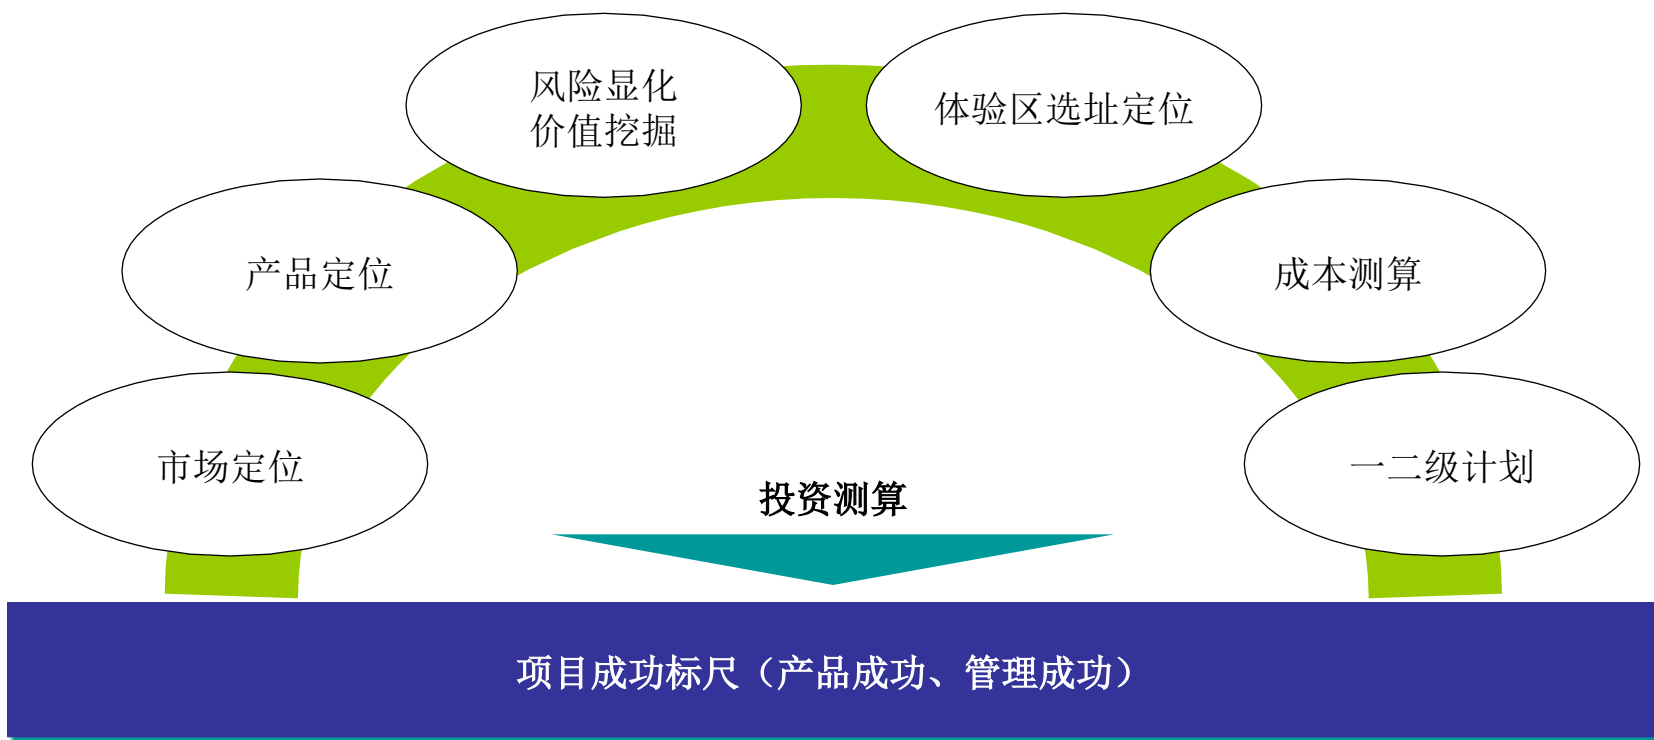 风险显化
价值挖掘
体验区选址定位
产品定位
成本测算
市场定位
一二级计划
投资测算
项目成功标尺（产品成功、管理成功）